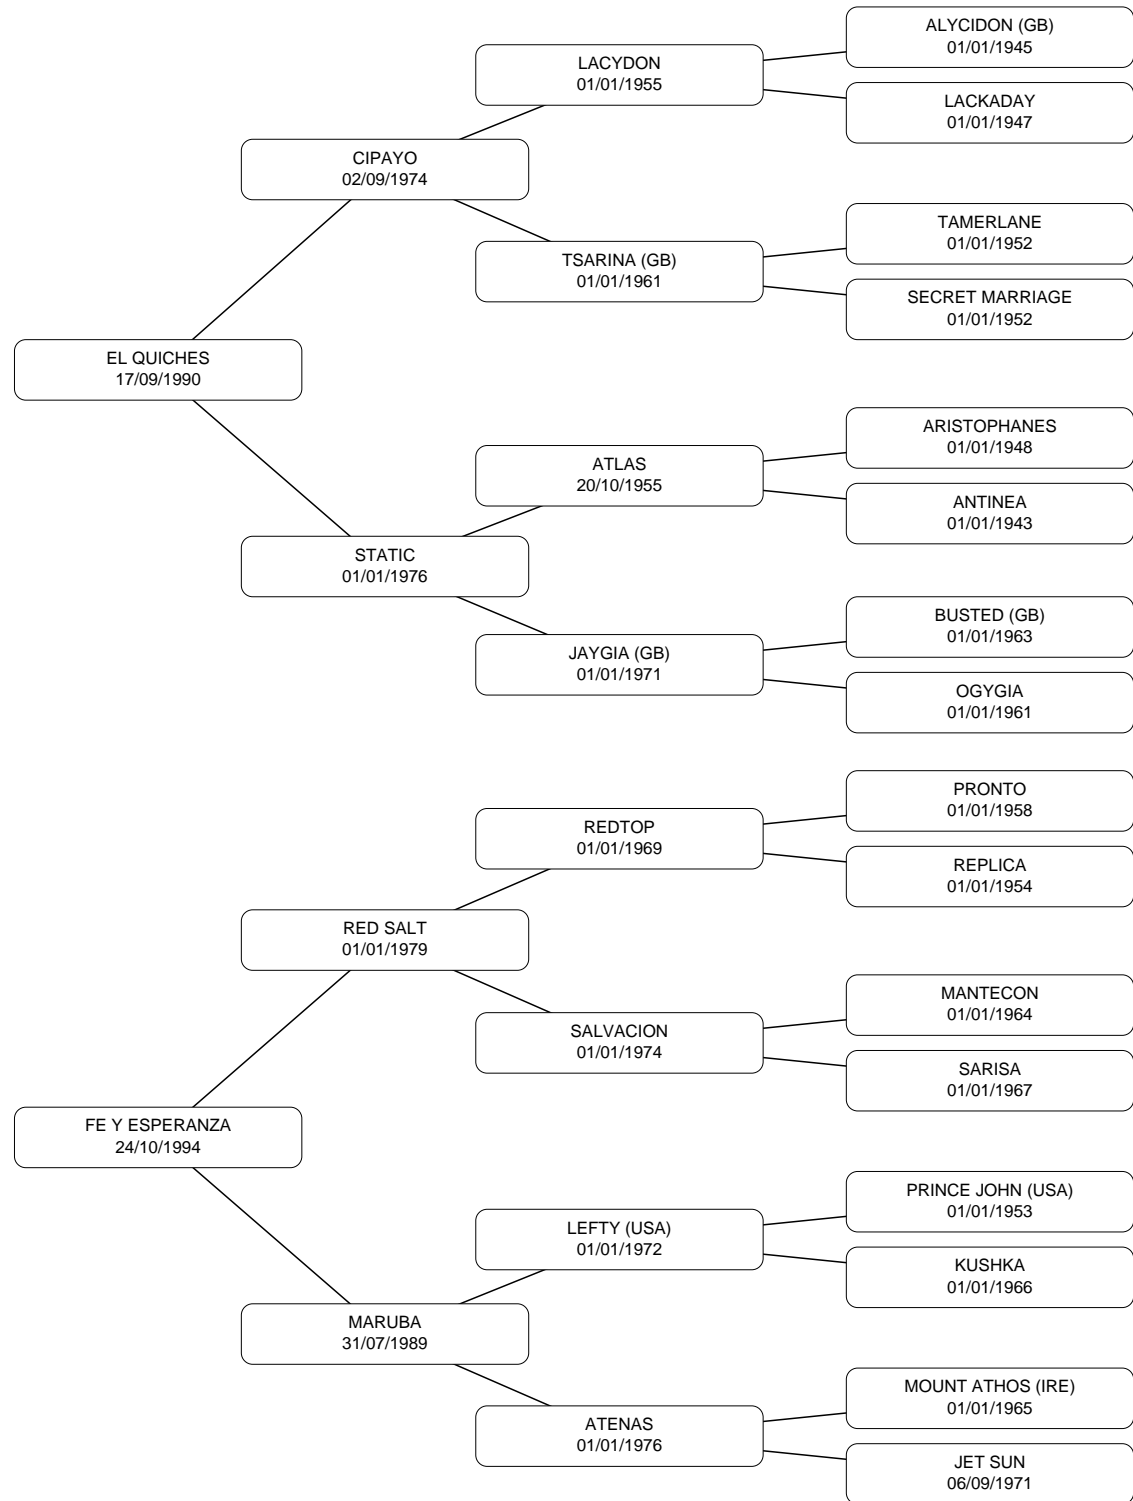 ALYCIDON (GB)
01/01/1945
LACYDON
01/01/1955
LACKADAY
01/01/1947
CIPAYO
02/09/1974
TAMERLANE
01/01/1952
TSARINA (GB)
01/01/1961
SECRET MARRIAGE
01/01/1952
EL QUICHES
17/09/1990
ARISTOPHANES
01/01/1948
ATLAS
20/10/1955
ANTINEA
01/01/1943
STATIC
01/01/1976
BUSTED (GB)
01/01/1963
JAYGIA (GB)
01/01/1971
OGYGIA
01/01/1961
PRONTO
01/01/1958
REDTOP
01/01/1969
REPLICA
01/01/1954
RED SALT
01/01/1979
MANTECON
01/01/1964
SALVACION
01/01/1974
SARISA
01/01/1967
FE Y ESPERANZA
24/10/1994
PRINCE JOHN (USA)
01/01/1953
LEFTY (USA)
01/01/1972
KUSHKA
01/01/1966
MARUBA
31/07/1989
MOUNT ATHOS (IRE)
01/01/1965
ATENAS
01/01/1976
JET SUN
06/09/1971